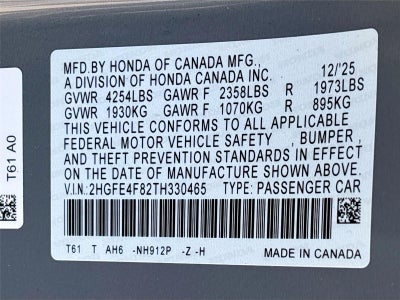 MFD.BY HONDA OF CANADA MFG.,
A DIVISION OF HONDA CANADA INC. 12/'25
GVWR 4254LBS GAWR F 2358LBS R 1973LBS
GVWR 1930KG GAWR F 1070KG R 895KG
THIS VEHICLE CONFORMS TO ALL APPLICABLE
FEDERAL MOTOR VEHICLE SAFETY , BUMPER ,
AND THEFT PREVENTION STANDARDS IN EFFECT
ON THE DATE OF MANUFACTURE SHOWN ABOVE.
V.I.N.: 2HGFE4F82TH330465 TYPE: PASSENGER CAR
T61 T AH6 -NH912P -Z -H MADE IN CANADA
T61 A0